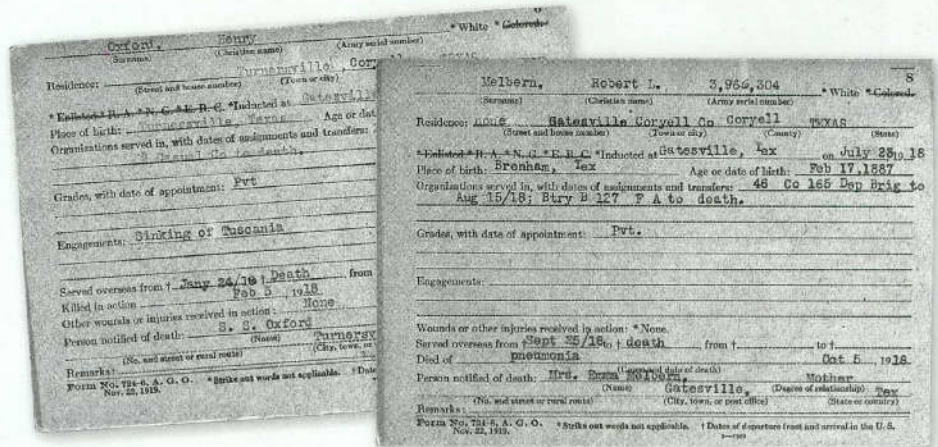 Oxford, Henry * White * Colored.
(Surname) (Christian name) (Army serial number)
Residence: Turnersville, Cory
(Street and house number) (Town or city)
* Enlisted * R. A. * N. G. * E. R. C. *Inducted at Gatesville
Place of birth: Turnersville, Texas Age or dat
Organizations served in, with dates of assignments and transfers:
Casual Co to death.
Grades, with date of appointment: Pvt
Engagements: Sinking of Tuscania
Served overseas from † Jany 24/18 † Death from
Killed in action Feb 5, 1918
Other wounds or injuries received in action: None
Person notified of death: S. S. Oxford
(Name) Turnersv
(No. and street or rural route) (City, town, or
Remarks:
Form No. 724-6, A. G. O. * Strike out words not applicable. † Date
Nov. 22, 1919.
8
Melbern, Robert L. 3,966,304 * White * Colored.
(Surname) (Christian name) (Army serial number)
Residence: none Gatesville Coryell Co Coryell TEXAS
(Street and house number) (Town or city) (County) (State)
* Enlisted * R. A. * N. G. * E. R. C. *Inducted at Gatesville, Tex on July 23, 1918
Place of birth: Brenham, Tex Age or date of birth: Feb 17, 1887
Organizations served in, with dates of assignments and transfers: 46 Co 165 Dep Brig to
Aug 15/18; Btry B 127 F A to death.
Grades, with date of appointment: Pvt.
Engagements:
Wounds or other injuries received in action: * None.
Served overseas from † Sept 25/18 to † death from † to †
Died of pneumonia Oct 5 1918
(Cause and date of death)
Person notified of death: Mrs. Emma Melbern, Mother
(Name) (Degree of relationship)
Gatesville, Tex
(No. and street or rural route) (City, town, or post office) (State or country)
Remarks:
Form No. 724-6, A. G. O. * Strike out words not applicable. † Dates of departure from and arrival in the U. S.
Nov. 22, 1919.